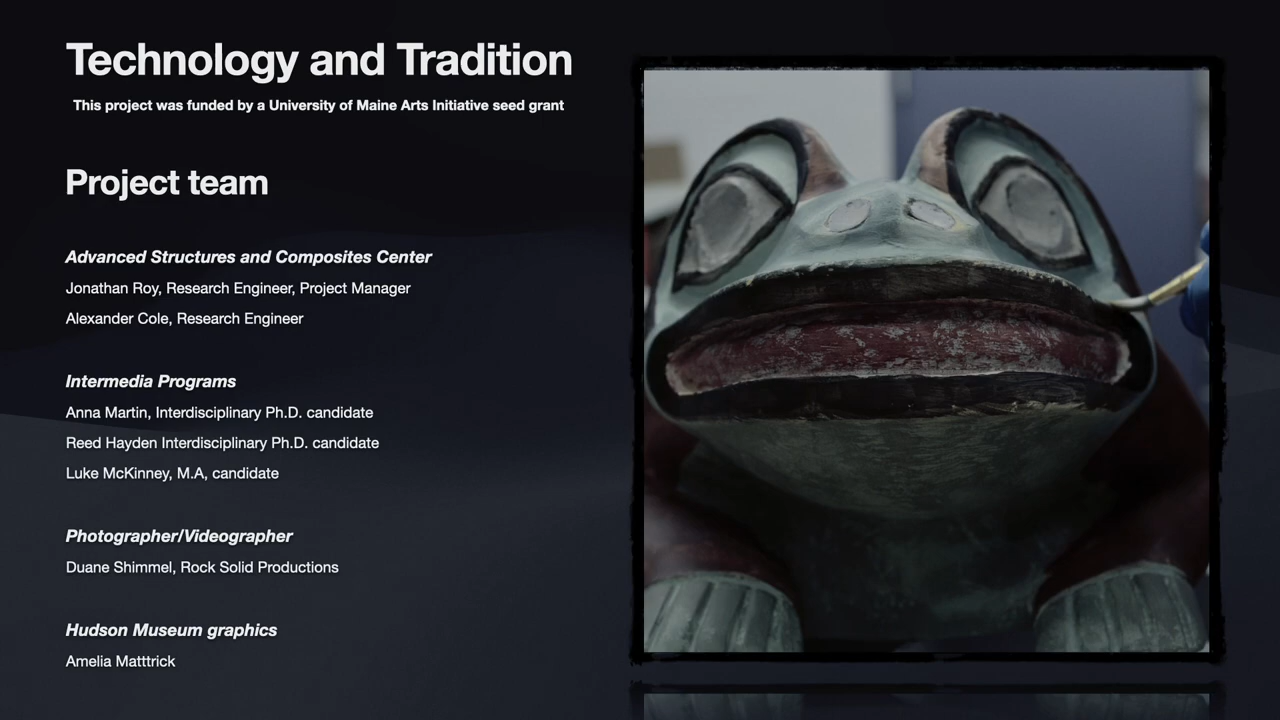 Technology and Tradition
This project was funded by a University of Maine Arts Initiative seed grant
Project team
Advanced Structures and Composites Center
Jonathan Roy, Research Engineer, Project Manager
Alexander Cole, Research Engineer
Intermedia Programs
Anna Martin, Interdisciplinary Ph.D. candidate
Reed Hayden Interdisciplinary Ph.D. candidate
Luke McKinney, M.A, candidate
Photographer/Videographer
Duane Shimmel, Rock Solid Productions
Hudson Museum graphics
Amelia Matttrick